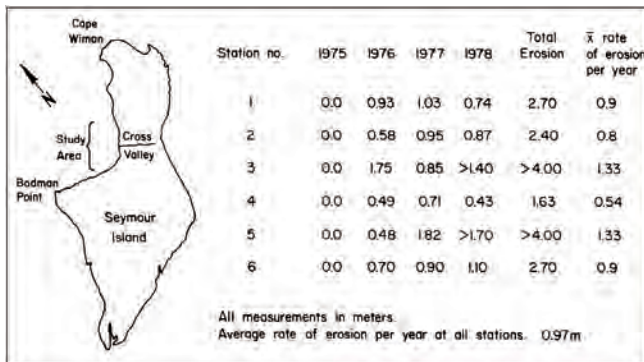 Cape
Wiman
N
Study
Area
Cross
Valley
Bodman
Point
Seymour
Island
Station no. 1975 1976 1977 1978 Total Erosion x̄ rate of erosion per year
1 0.0 0.93 1.03 0.74 2.70 0.9
2 0.0 0.58 0.95 0.87 2.40 0.8
3 0.0 1.75 0.85 >1.40 >4.00 1.33
4 0.0 0.49 0.71 0.43 1.63 0.54
5 0.0 0.48 1.82 >1.70 >4.00 1.33
6 0.0 0.70 0.90 1.10 2.70 0.9
All measurements in meters.
Average rate of erosion per year at all stations. 0.97m